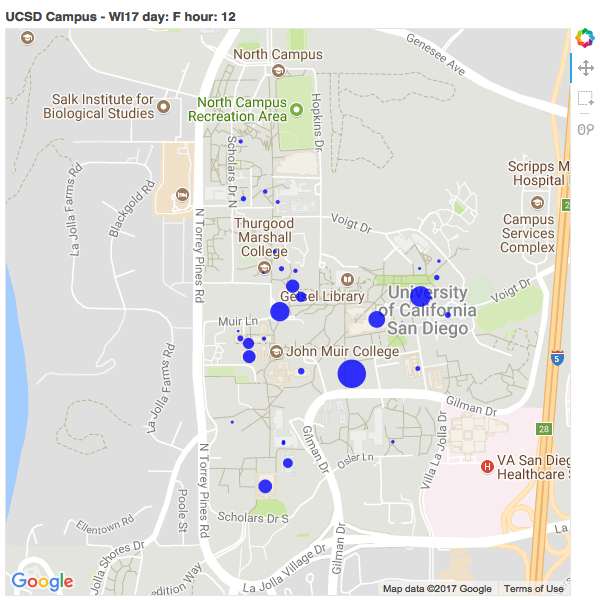 UCSD Campus - WI17 day: F hour: 12
North Campus
Genesee Ave
Salk Institute for
Biological Studies
North Campus
Recreation Area
Hopkins Dr
Scholars Dr N
Scripps M
Hospital
La Jolla Farms Rd
Blackgold Rd
N Torrey Pines Rd
Voigt Dr
Thurgood
Marshall
College
Campus
Services
Complex
Geisel Library
University
of California
San Diego
Voigt Dr
Muir Ln
John Muir College
5
La Jolla Farms Rd
Gilman Dr
Villa La Jolla Dr
28
Gilman Dr
Osler Ln
N Torrey Pines Rd
VA San Dieg
Healthcare S
Poole St
Scholars Dr S
Ellentown Rd
La
La Jolla Shores Dr
Gilman Dr
La Jolla Village Dr
edition Way
Google
Map data ©2017 Google
Terms of Use